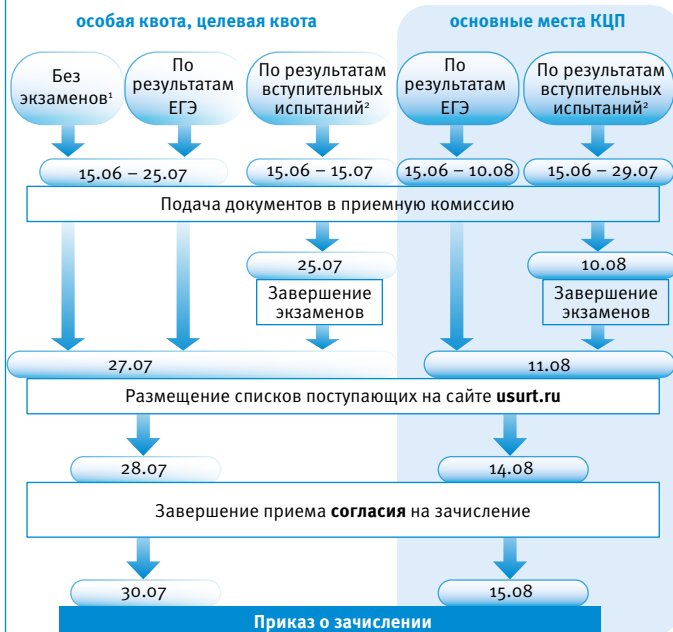 особая квота, целевая квота
основные места КЦП
Без
экзаменов¹
По
результатам
ЕГЭ
По результатам
вступительных
испытаний²
По
результатам
ЕГЭ
По результатам
вступительных
испытаний²
15.06 – 25.07
15.06 – 15.07
15.06 – 10.08
15.06 – 29.07
Подача документов в приемную комиссию
25.07
10.08
Завершение
экзаменов
Завершение
экзаменов
27.07
11.08
Размещение списков поступающих на сайте usurt.ru
28.07
14.08
Завершение приема согласия на зачисление
30.07
15.08
Приказ о зачислении